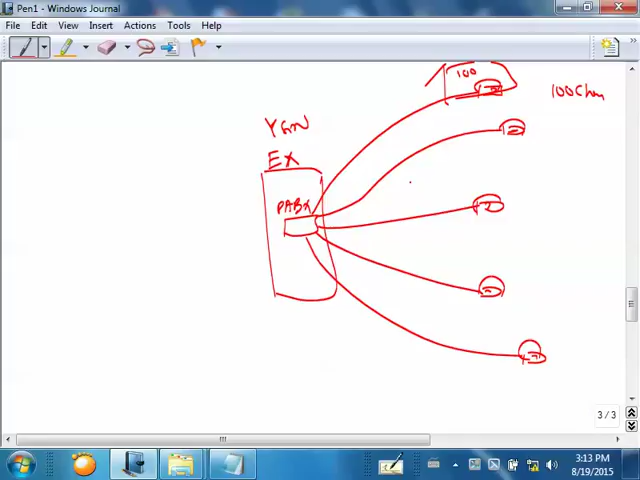 Pen1 - Windows Journal
File Edit View Insert Actions Tools Help
100
100Chm
YGN
EX
PABX
3 / 3
3:13 PM
8/19/2015